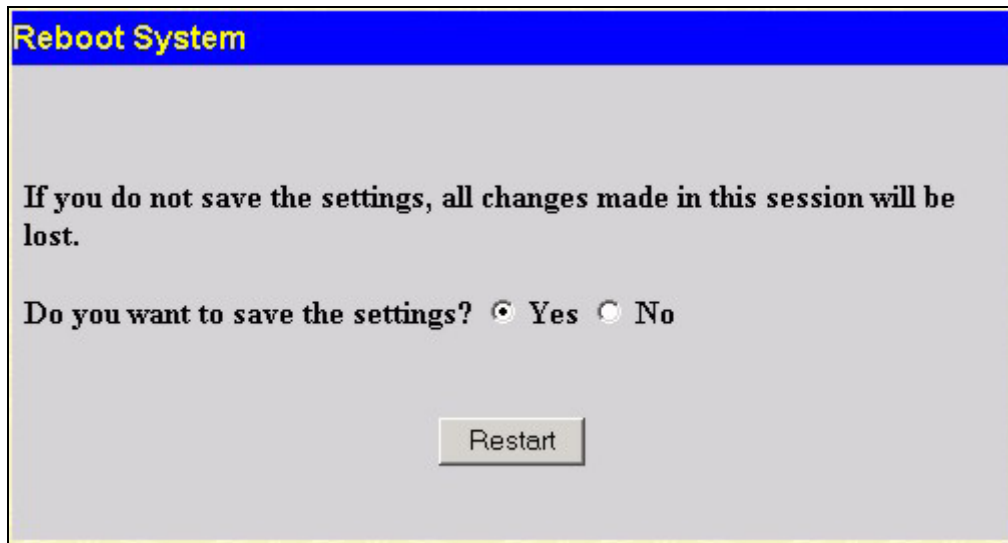 Reboot System
If you do not save the settings, all changes made in this session will be
lost.
Do you want to save the settings? Yes No
Restart